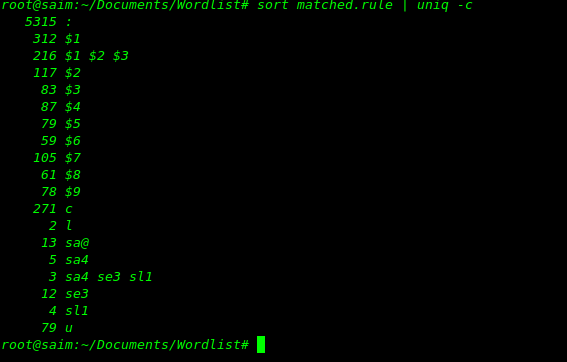 root@saim:~/Documents/Wordlist# sort matched.rule | uniq -c
5315 :
312 $1
216 $1 $2 $3
117 $2
83 $3
87 $4
79 $5
59 $6
105 $7
61 $8
78 $9
271 c
2 l
13 sa@
5 sa4
3 sa4 se3 sl1
12 se3
4 sl1
79 u
root@saim:~/Documents/Wordlist#